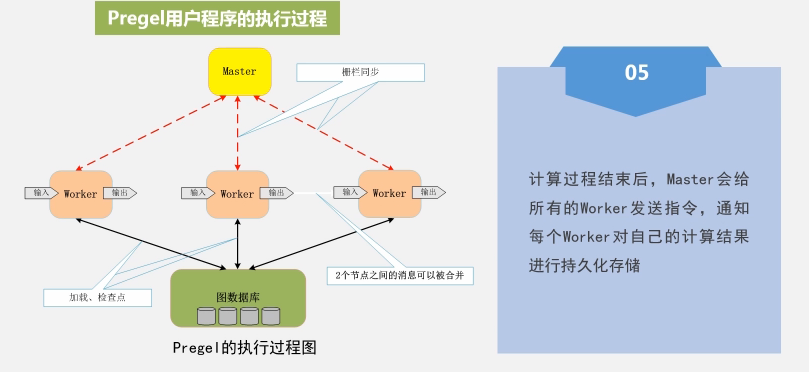 Pregel用户程序的执行过程
Master
栅栏同步
输入
Worker
输出
输入
Worker
输出
输入
Worker
输出
加载、检查点
图数据库
2个节点之间的消息可以被合并
Pregel的执行过程图
05
计算过程结束后，Master会给
所有的Worker发送指令，通知
每个Worker对自己的计算结果
进行持久化存储